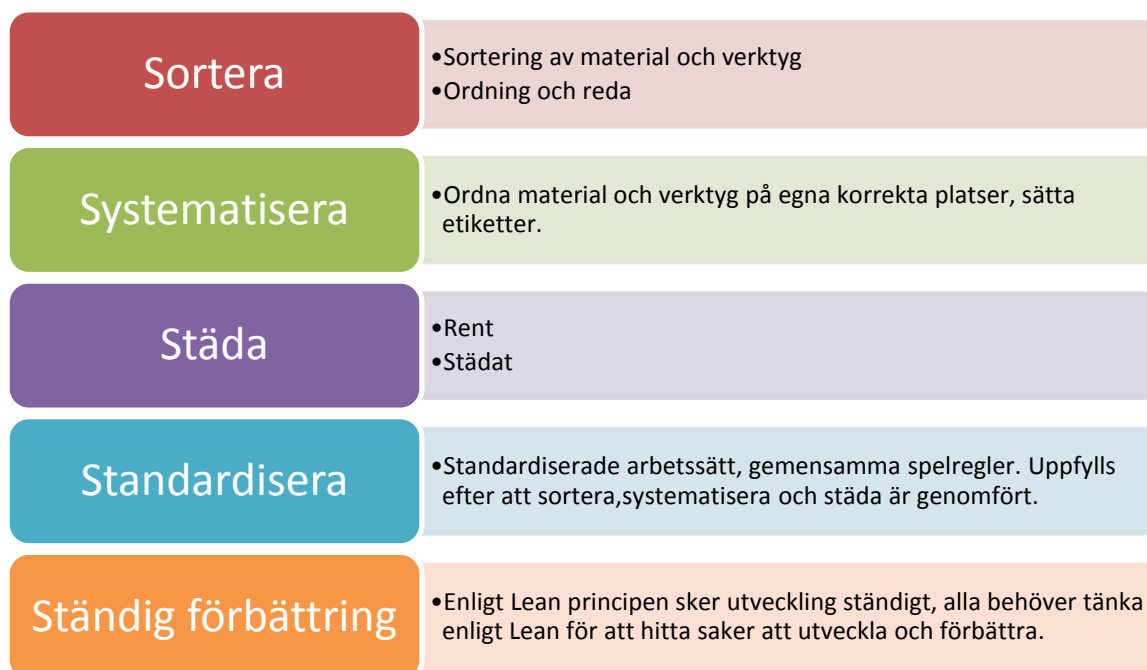 Sortera
•Sortering av material och verktyg
•Ordning och reda
Systematisera
•Ordna material och verktyg på egna korrekta platser, sätta
etiketter.
Städa
•Rent
•Städat
Standardisera
•Standardiserade arbetssätt, gemensamma spelregler. Uppfylls
efter att sortera,systematisera och städa är genomfört.
Ständig förbättring
•Enligt Lean principen sker utveckling ständigt, alla behöver tänka
enligt Lean för att hitta saker att utveckla och förbättra.